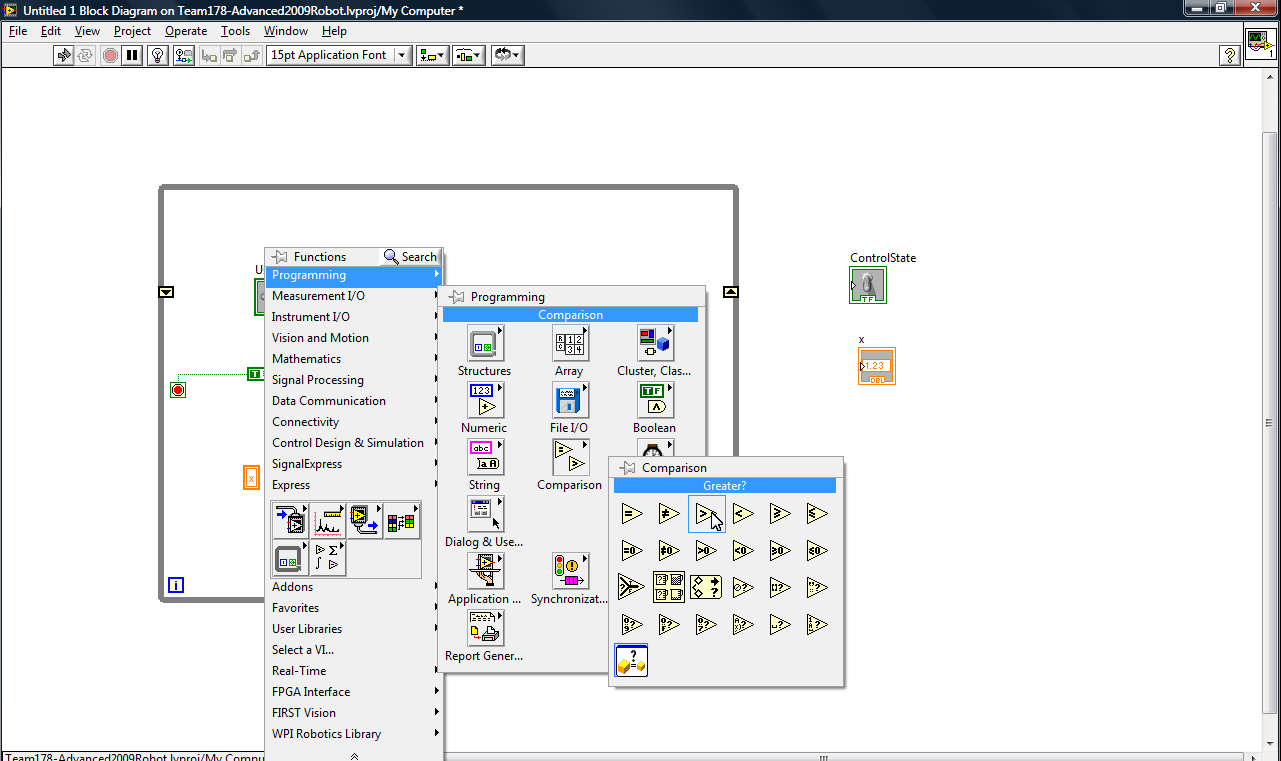 Untitled 1 Block Diagram on Team178-Advanced2009Robot.lvproj/My Computer *
File Edit View Project Operate Tools Window Help
15pt Application Font
1
Functions Search
U
Programming
Measurement I/O
Instrument I/O
Vision and Motion
Mathematics
Signal Processing
Data Communication
Connectivity
Control Design & Simulation
SignalExpress
Express
Addons
Favorites
User Libraries
Select a VI...
Real-Time
FPGA Interface
FIRST Vision
WPI Robotics Library
T
x
i
Programming
Comparison
Structures Array Cluster, Clas...
Numeric File I/O Boolean
String Comparison
Dialog & Use...
Application ... Synchronizat...
Report Gener...
Comparison
Greater?
ControlState
TF
x
1.23
DBL
Team178-Advanced2009Robot.lvproj/My Compu